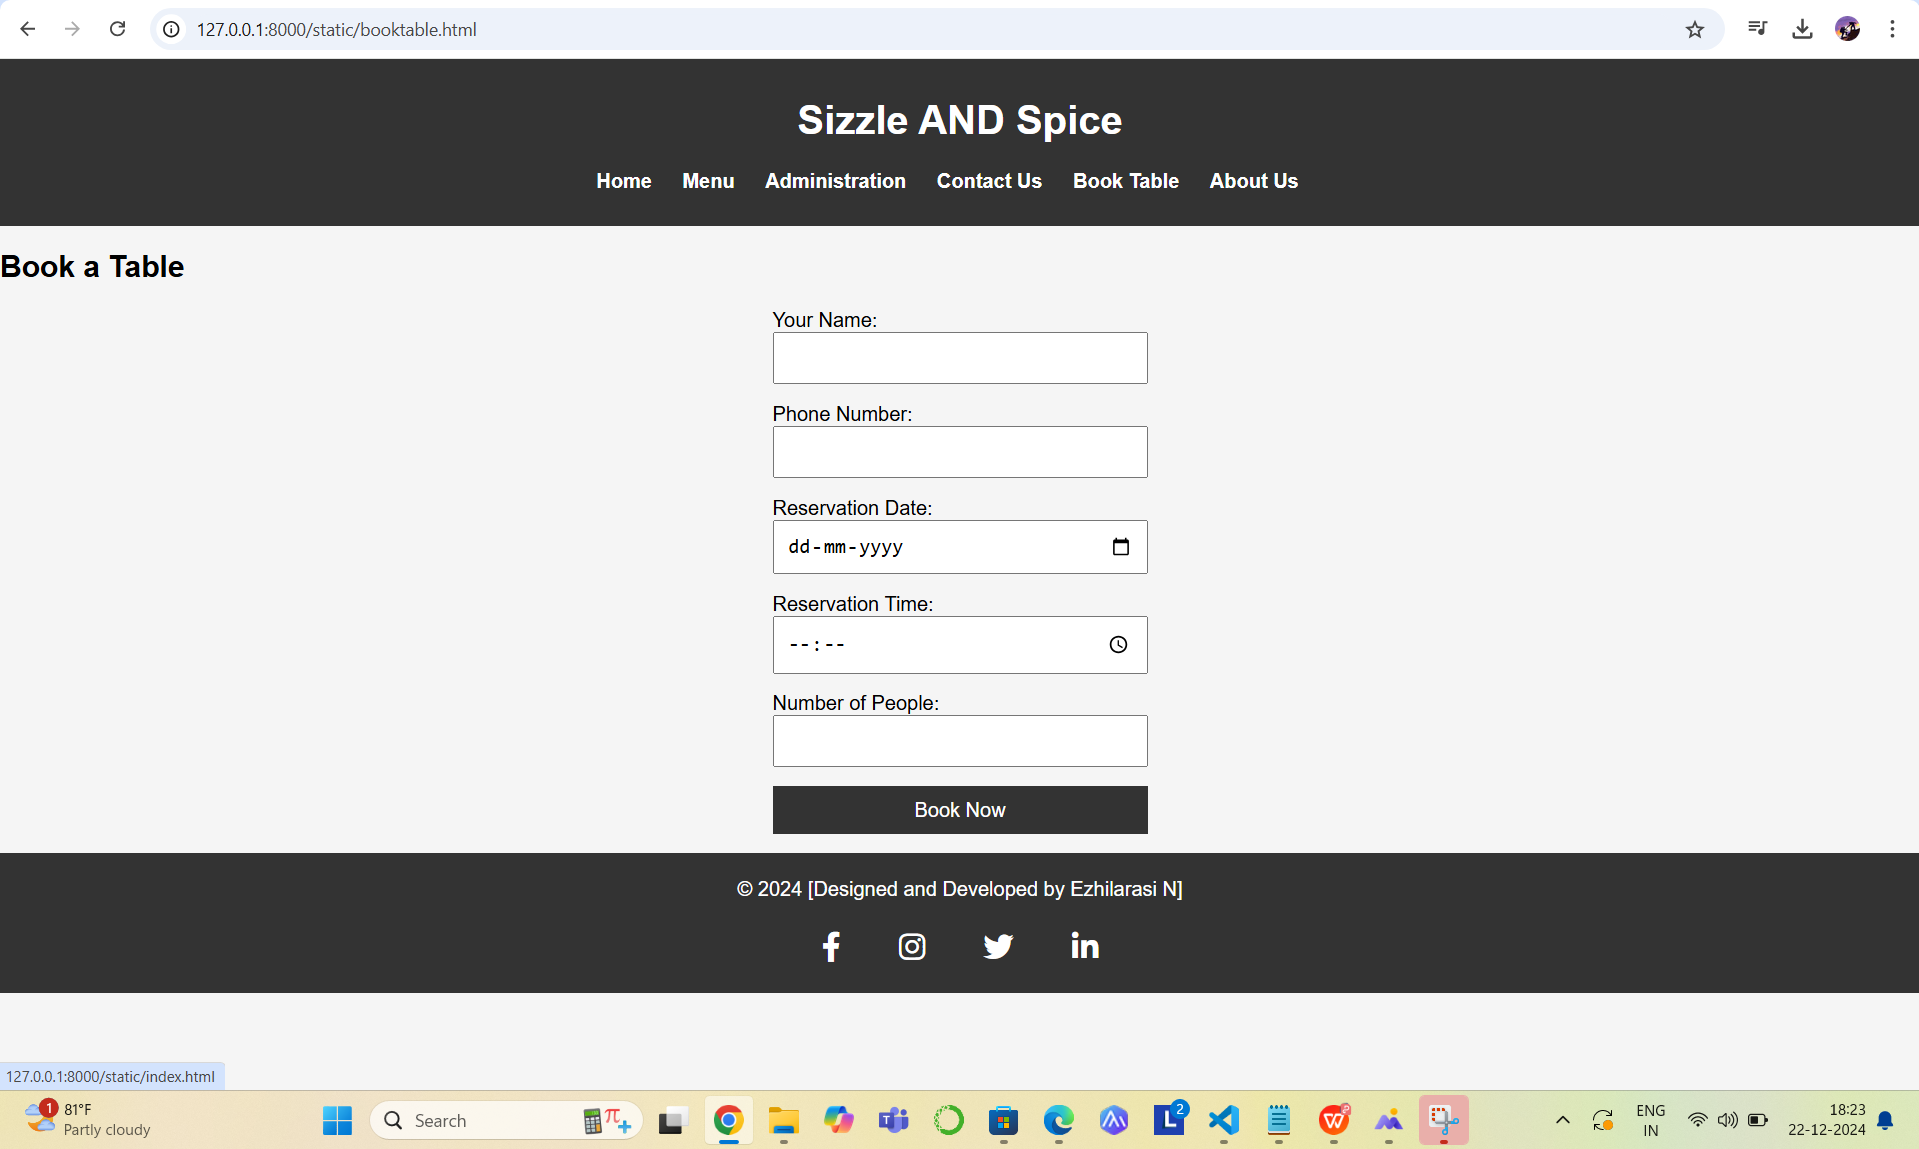 127.0.0.1:8000/static/booktable.html
Sizzle AND Spice
Home Menu Administration Contact Us Book Table About Us
Book a Table
Your Name:
Phone Number:
Reservation Date:
dd-mm-yyyy
Reservation Time:
--:--
Number of People:
Book Now
© 2024 [Designed and Developed by Ezhilarasi N]
127.0.0.1:8000/static/index.html
1
81°F
Partly cloudy
Search
2
ENG
IN
18:23
22-12-2024